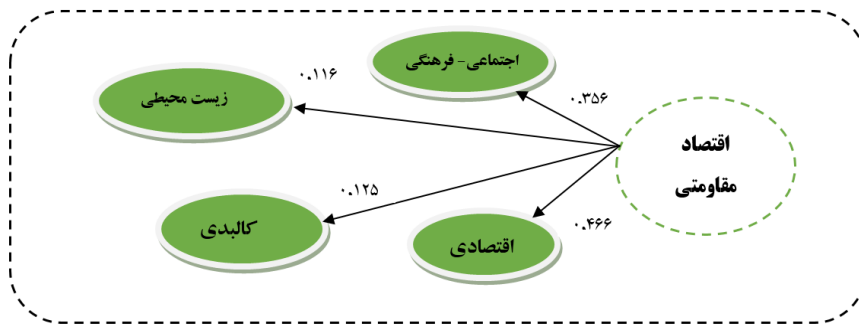 اجتماعی- فرهنگی
۰.۳۵۶
زیست محیطی
۰.۱۱۶
اقتصاد
مقاومتی
کالبدی
۰.۱۲۵
اقتصادی
۰.۴۶۶